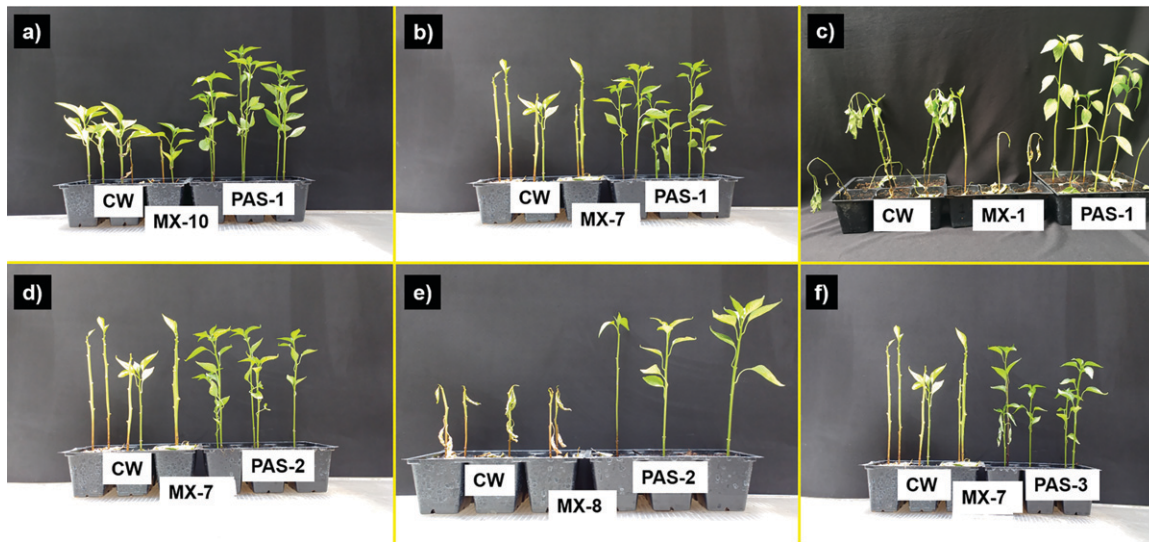 a)
CW
MX-10
PAS-1
b)
CW
MX-7
PAS-1
c)
CW
MX-1
PAS-1
d)
CW
MX-7
PAS-2
e)
CW
MX-8
PAS-2
f)
CW
MX-7
PAS-3